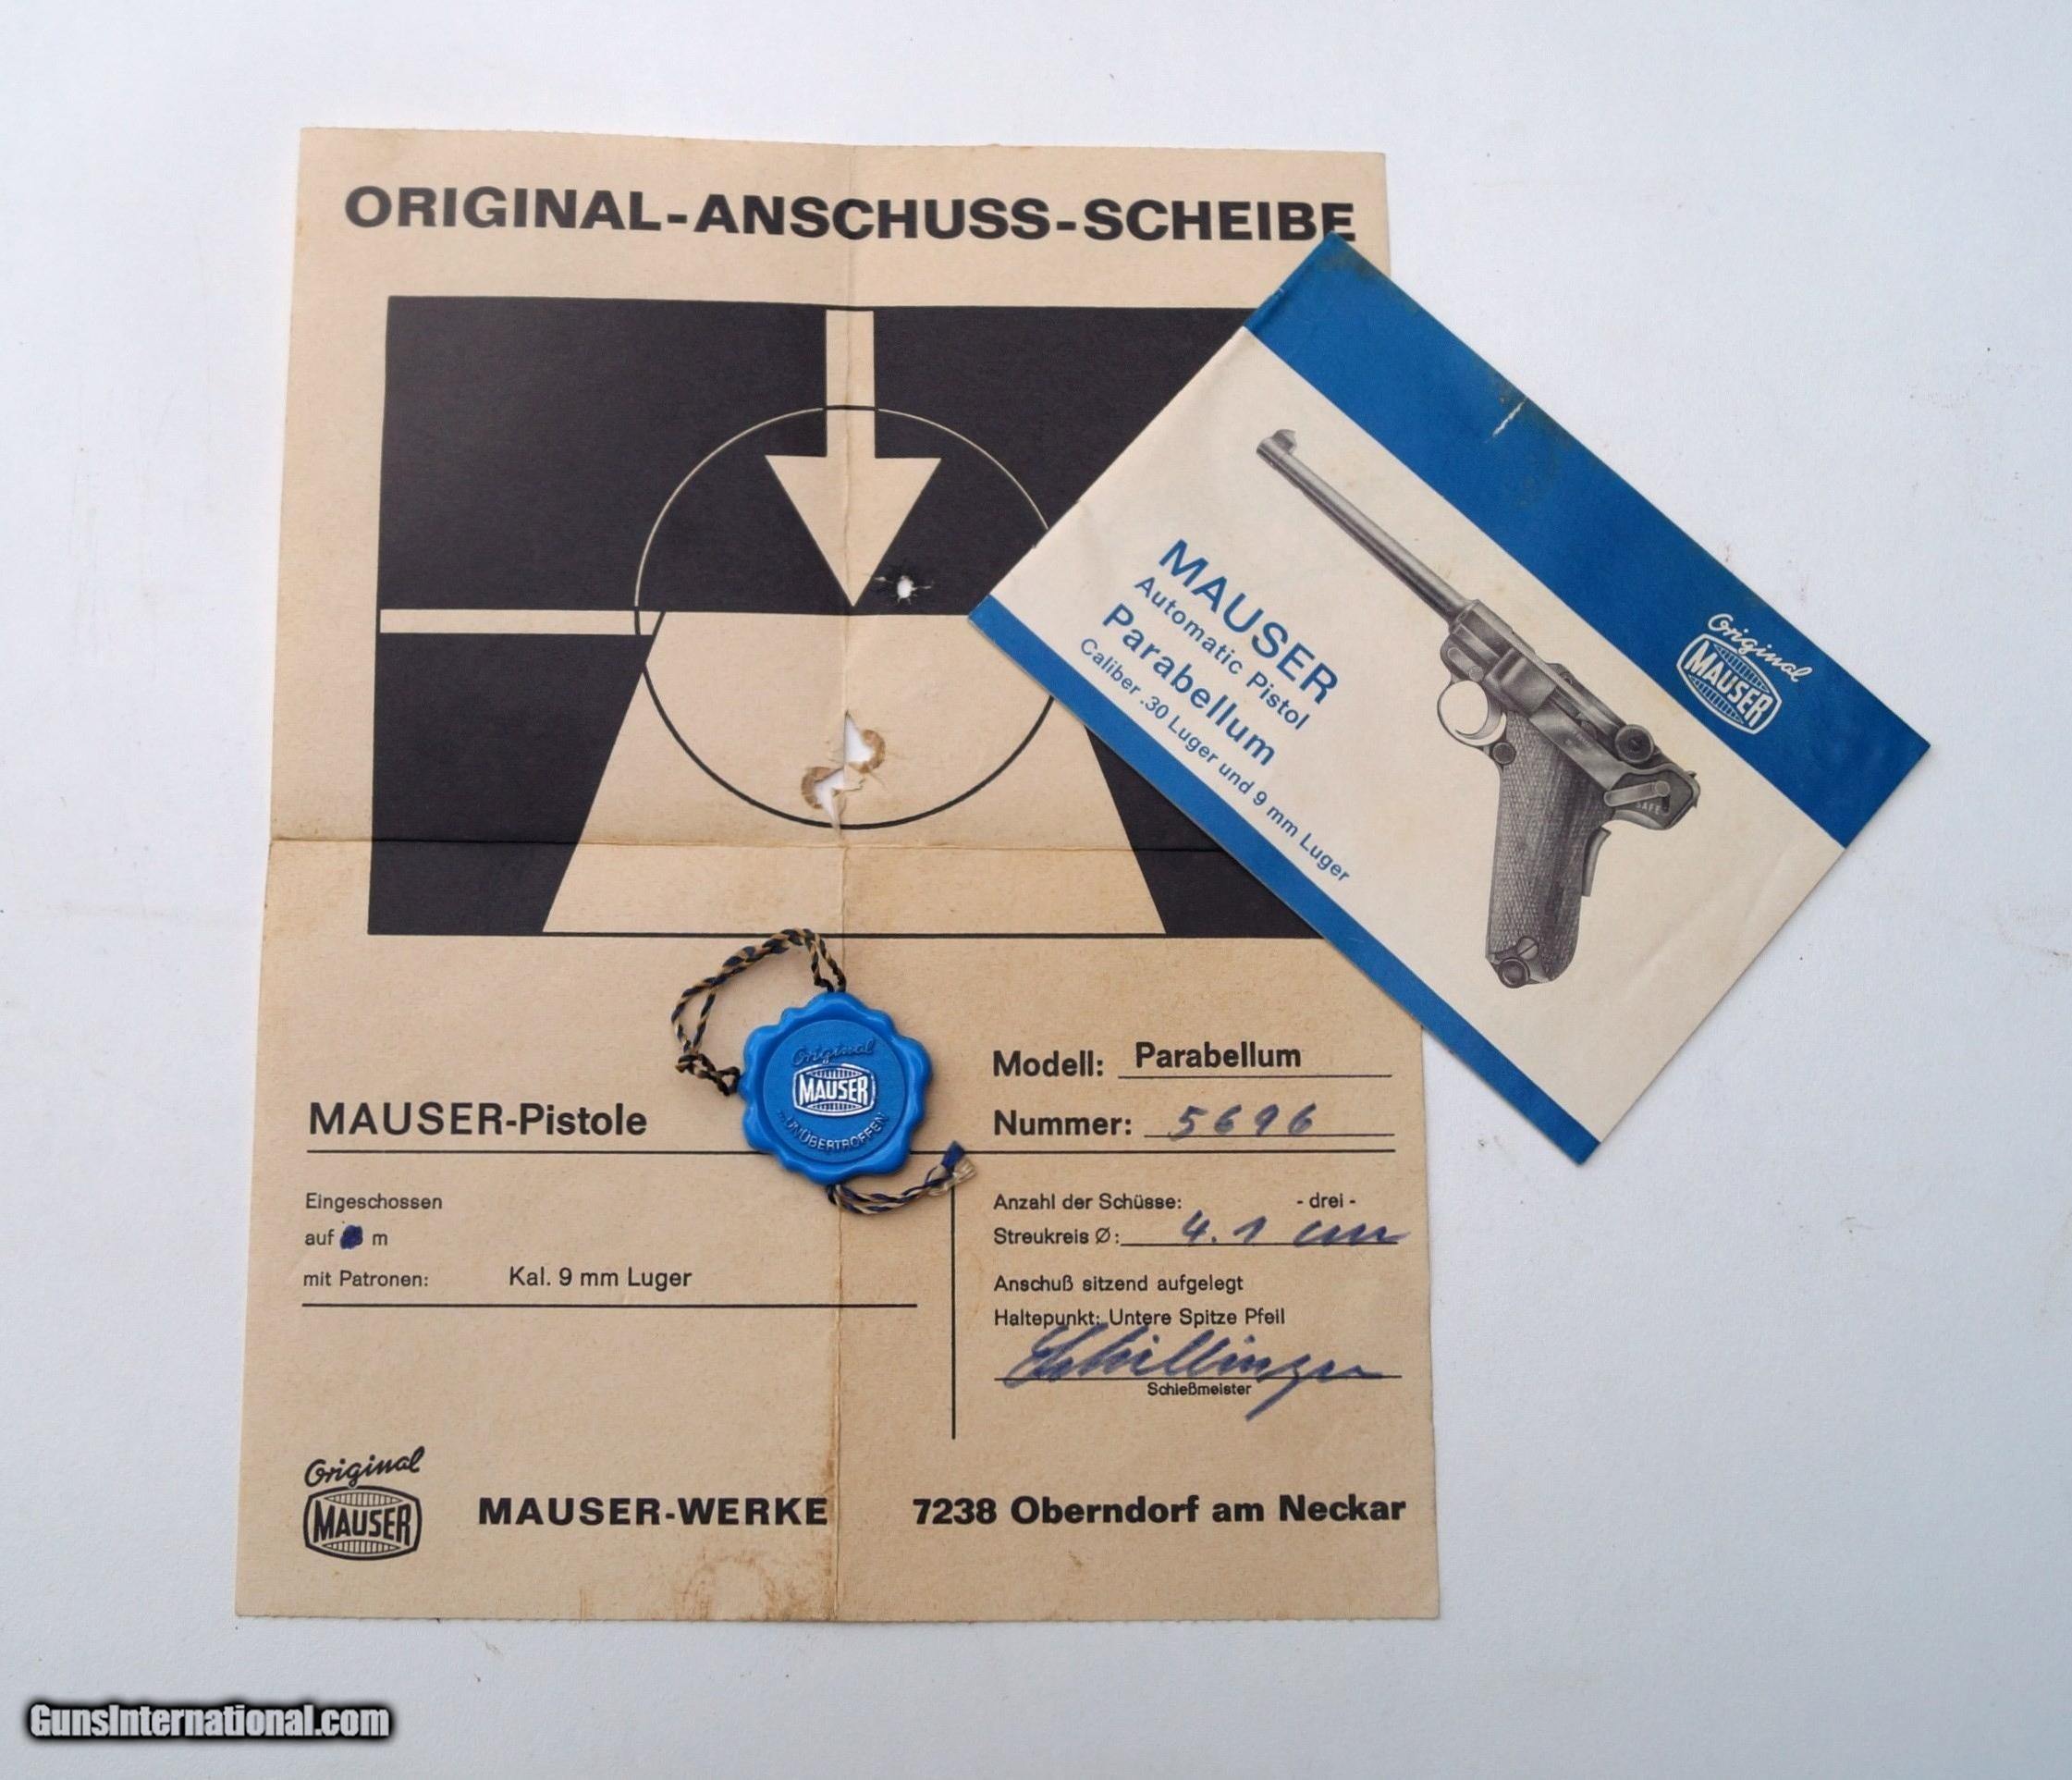 ORIGINAL-ANSCHUSS-SCHEIBE
MAUSER
Automatic Pistol
Parabellum
Caliber .30 Luger und 9 mm Luger
Original
MAUSER
SAFE
Original
MAUSER
UNÜBERTROFFEN
MAUSER-Pistole
Modell: Parabellum
Nummer: 5696
Eingeschossen
auf m
mit Patronen: Kal. 9 mm Luger
Anzahl der Schüsse: - drei -
Streukreis Ø: 4.1 cm
Anschuß sitzend aufgelegt
Haltepunkt: Untere Spitze Pfeil
Schillinger
Schießmeister
Original
MAUSER
MAUSER-WERKE 7238 Oberndorf am Neckar
GunsInternational.com